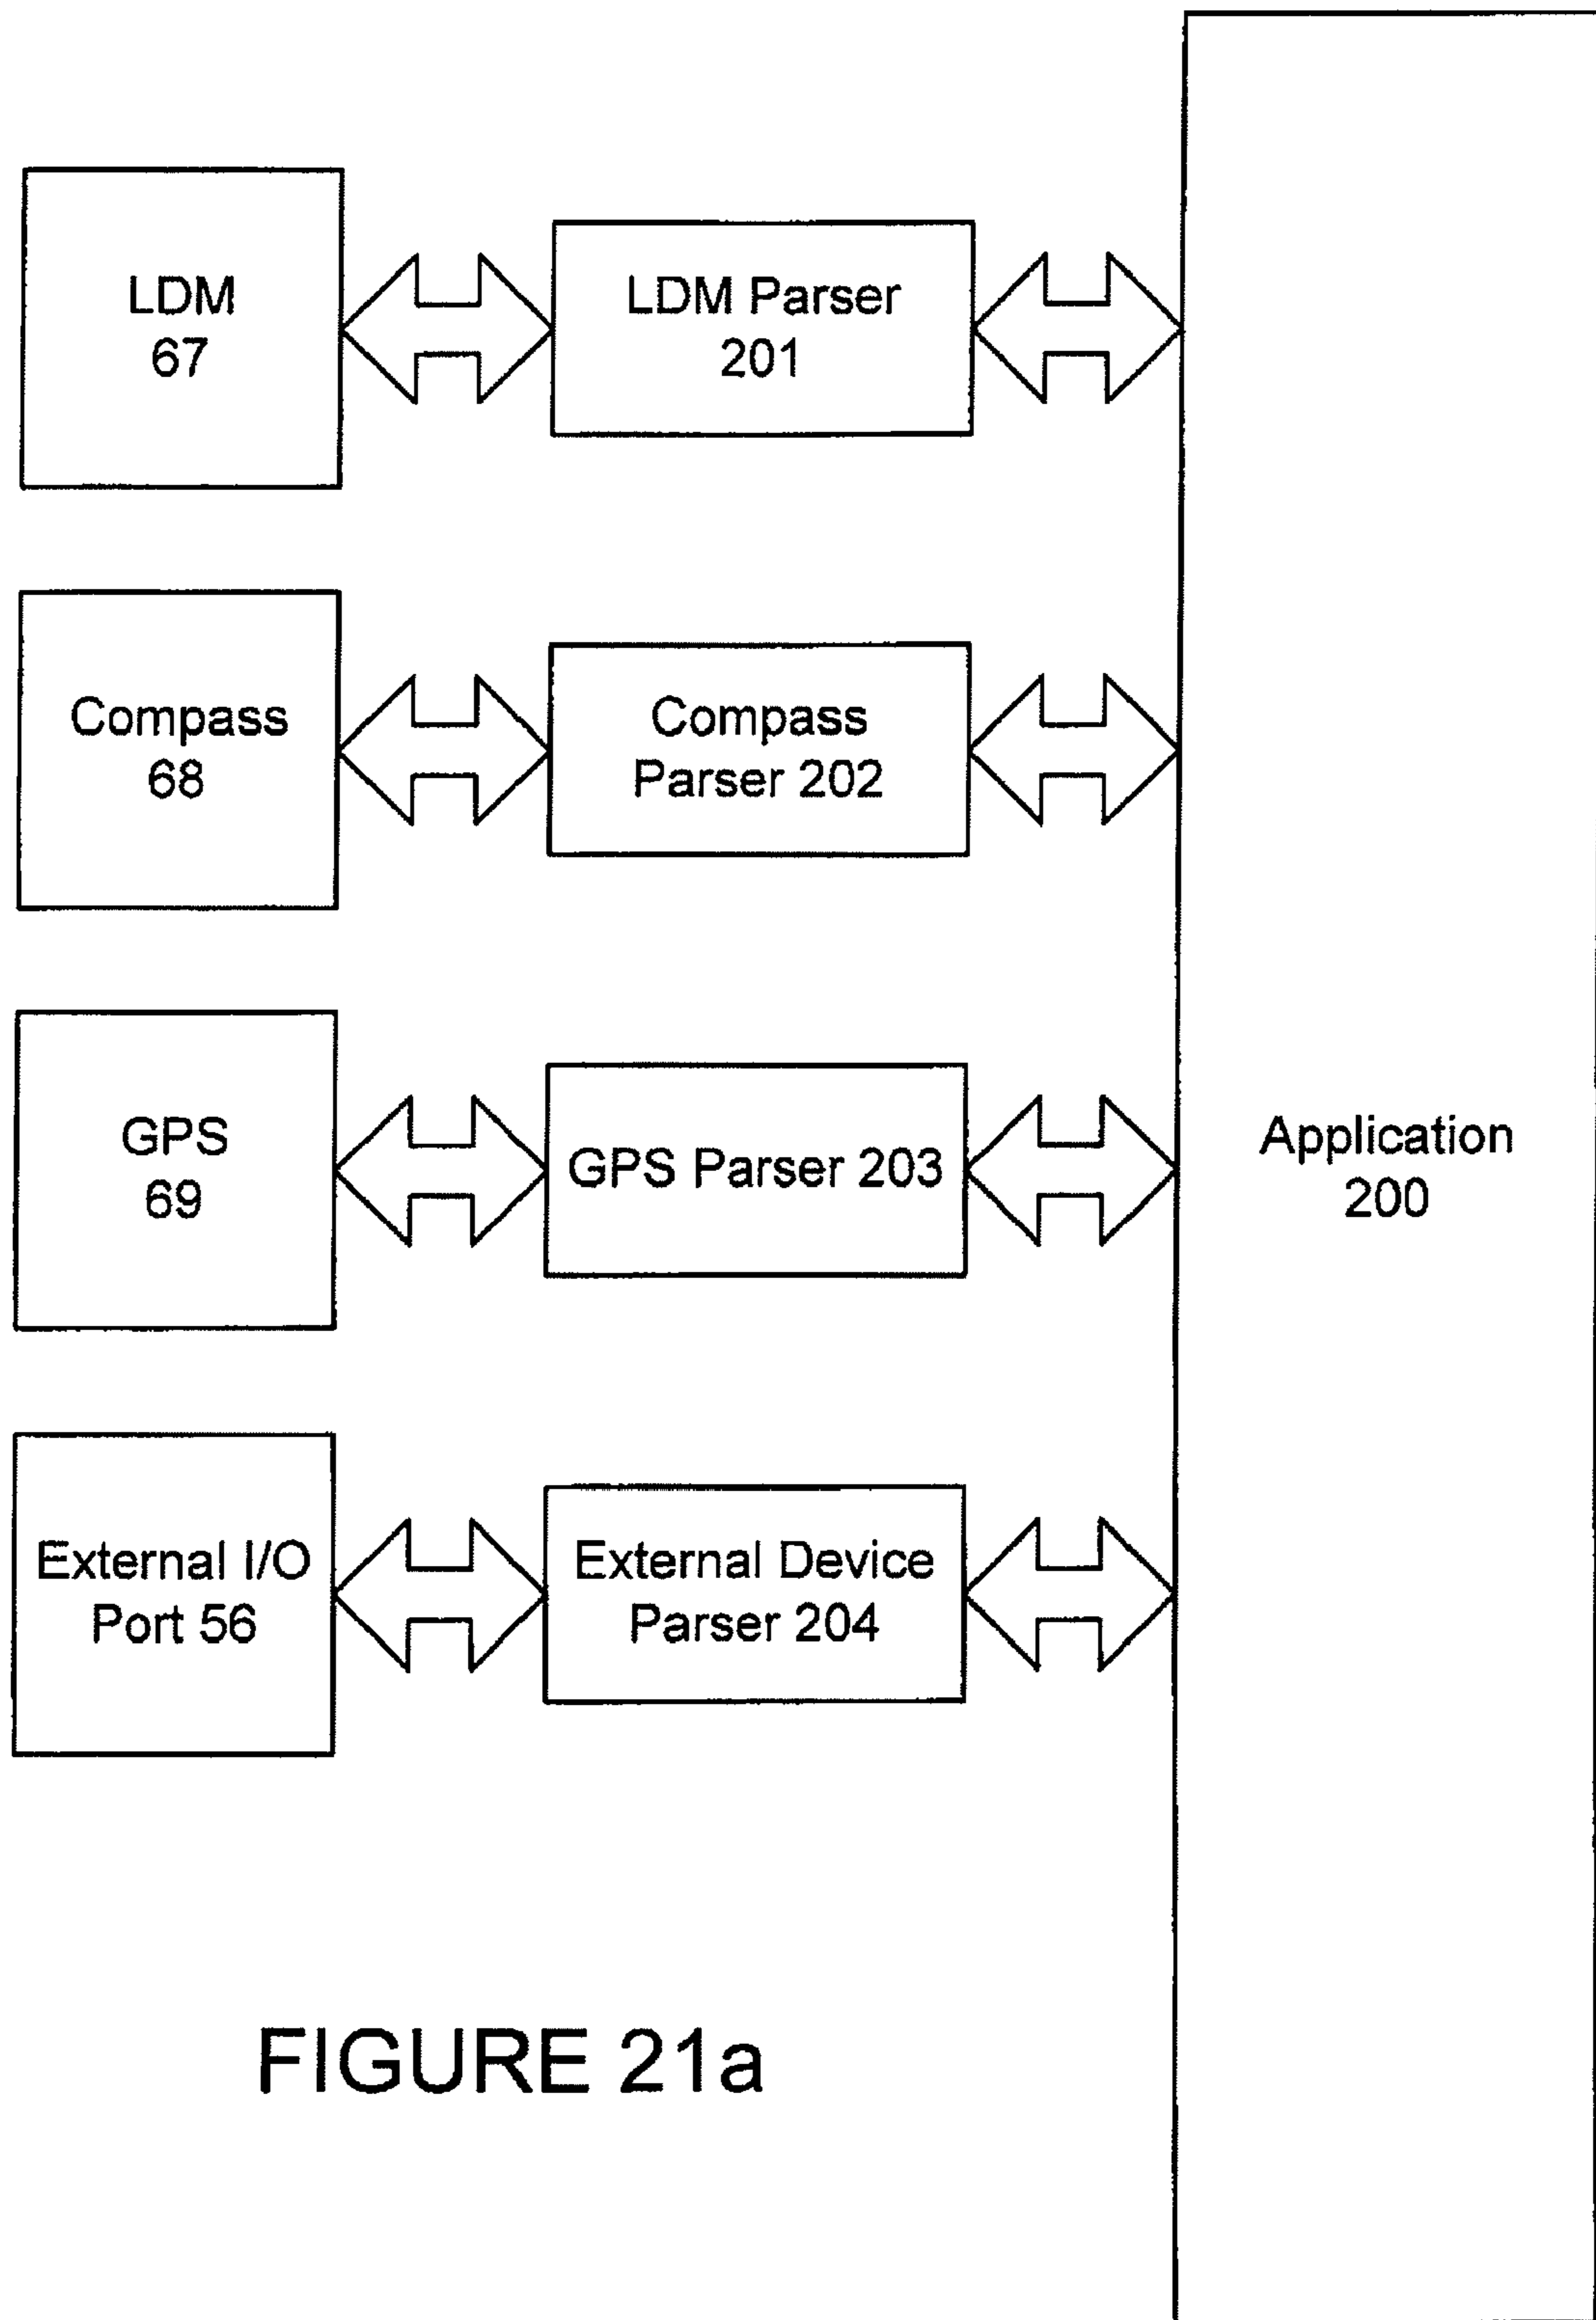 LDM
67
LDM Parser
201
Compass
68
Compass
Parser 202
GPS
69
GPS Parser 203
Application
200
External I/O
Port 56
External Device
Parser 204
FIGURE 21a